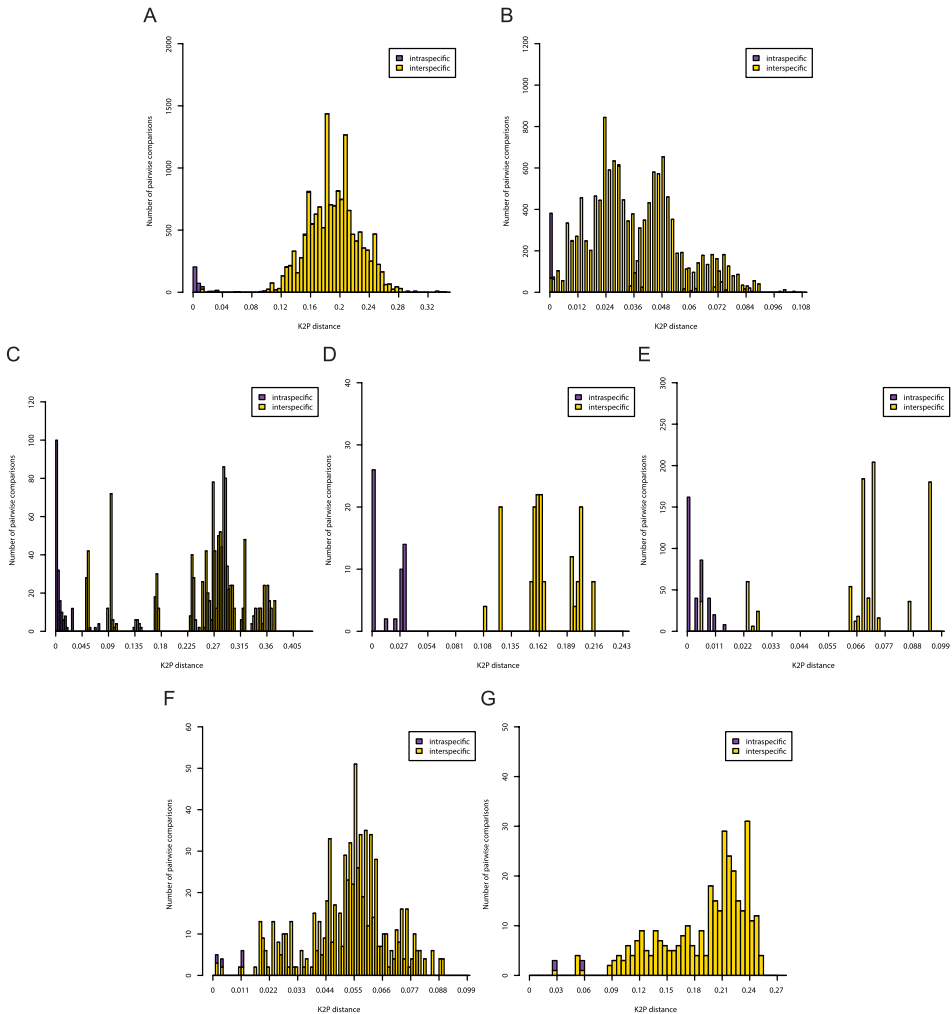 A
B
2000
1500
1000
500
0
Number of pairwise comparisons
intraspecific
interspecific
0 0.04 0.08 0.12 0.16 0.2 0.24 0.28 0.32
K2P distance
1200
1000
800
600
400
200
0
Number of pairwise comparisons
intraspecific
interspecific
0 0.012 0.024 0.036 0.048 0.06 0.072 0.084 0.096 0.108
K2P distance
C
D
E
120
100
80
60
40
20
0
Number of pairwise comparisons
intraspecific
interspecific
0 0.045 0.09 0.135 0.18 0.225 0.27 0.315 0.36 0.405
K2P distance
40
30
20
10
0
Number of pairwise comparisons
intraspecific
interspecific
0 0.027 0.054 0.081 0.108 0.135 0.162 0.189 0.216 0.243
K2P distance
300
250
200
150
100
50
0
Number of pairwise comparisons
intraspecific
interspecific
0 0.011 0.022 0.033 0.044 0.055 0.066 0.077 0.088 0.099
K2P distance
F
G
60
50
40
30
20
10
0
Number of pairwise comparisons
intraspecific
interspecific
0 0.011 0.022 0.033 0.044 0.055 0.066 0.077 0.088 0.099
K2P distance
50
40
30
20
10
0
Number of pairwise comparisons
intraspecific
interspecific
0 0.03 0.06 0.09 0.12 0.15 0.18 0.21 0.24 0.27
K2P distance